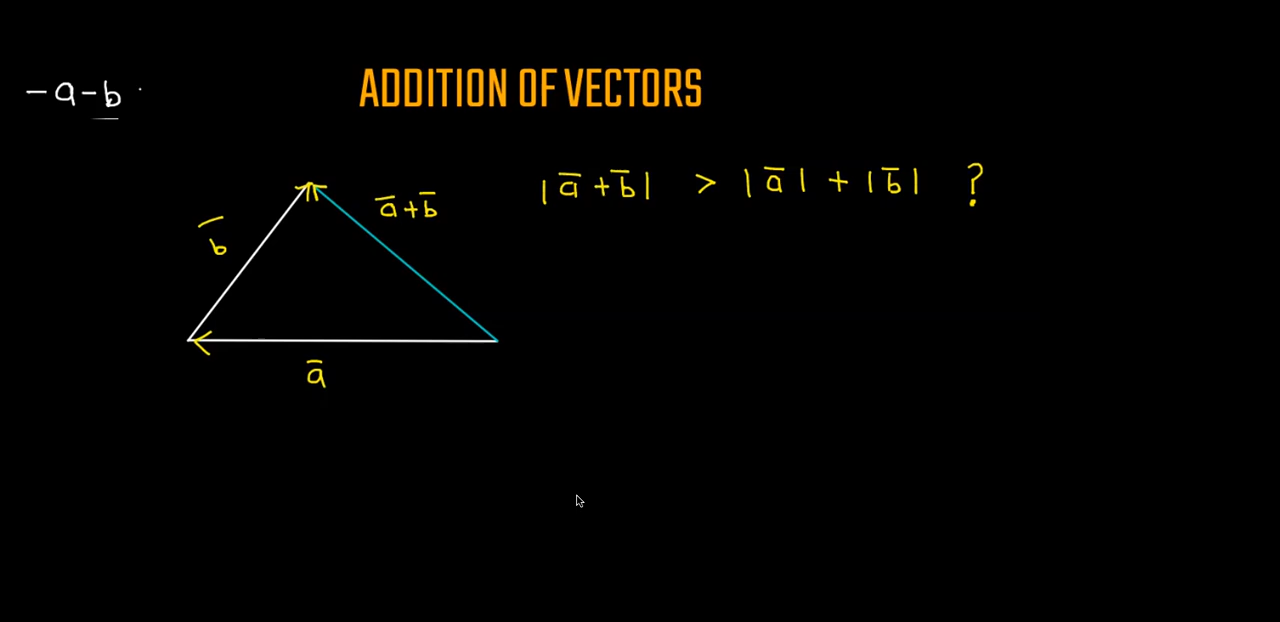 ADDITION OF VECTORS
-a-b
|a̅+b̅| > |a̅| + |b̅| ?
a̅+b̅
b̅
a̅